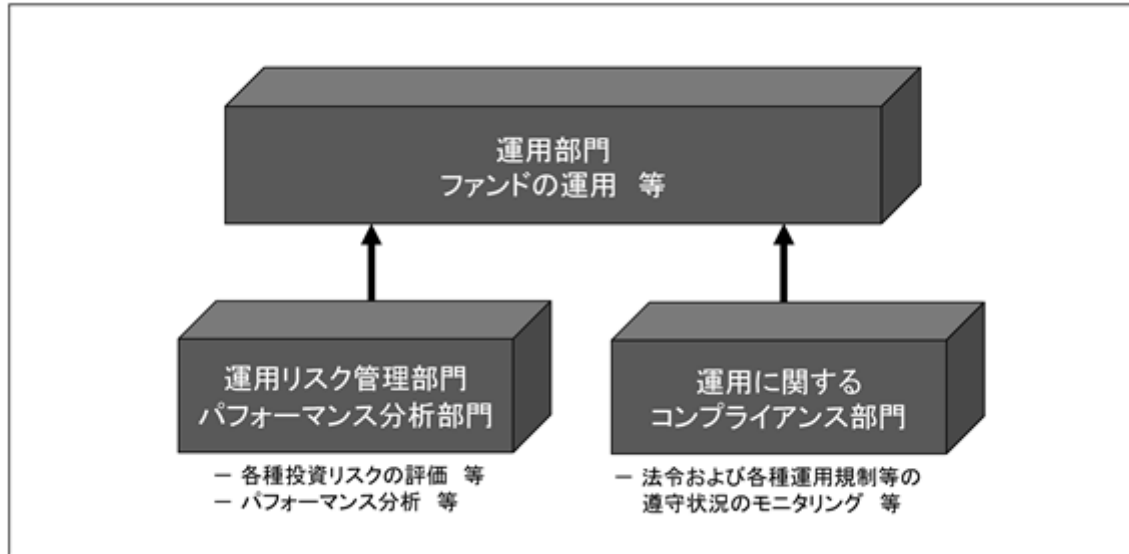 運用部門
ファンドの運用 等
運用リスク管理部門
パフォーマンス分析部門
－ 各種投資リスクの評価 等
－ パフォーマンス分析 等
運用に関する
コンプライアンス部門
－ 法令および各種運用規制等の
遵守状況のモニタリング 等